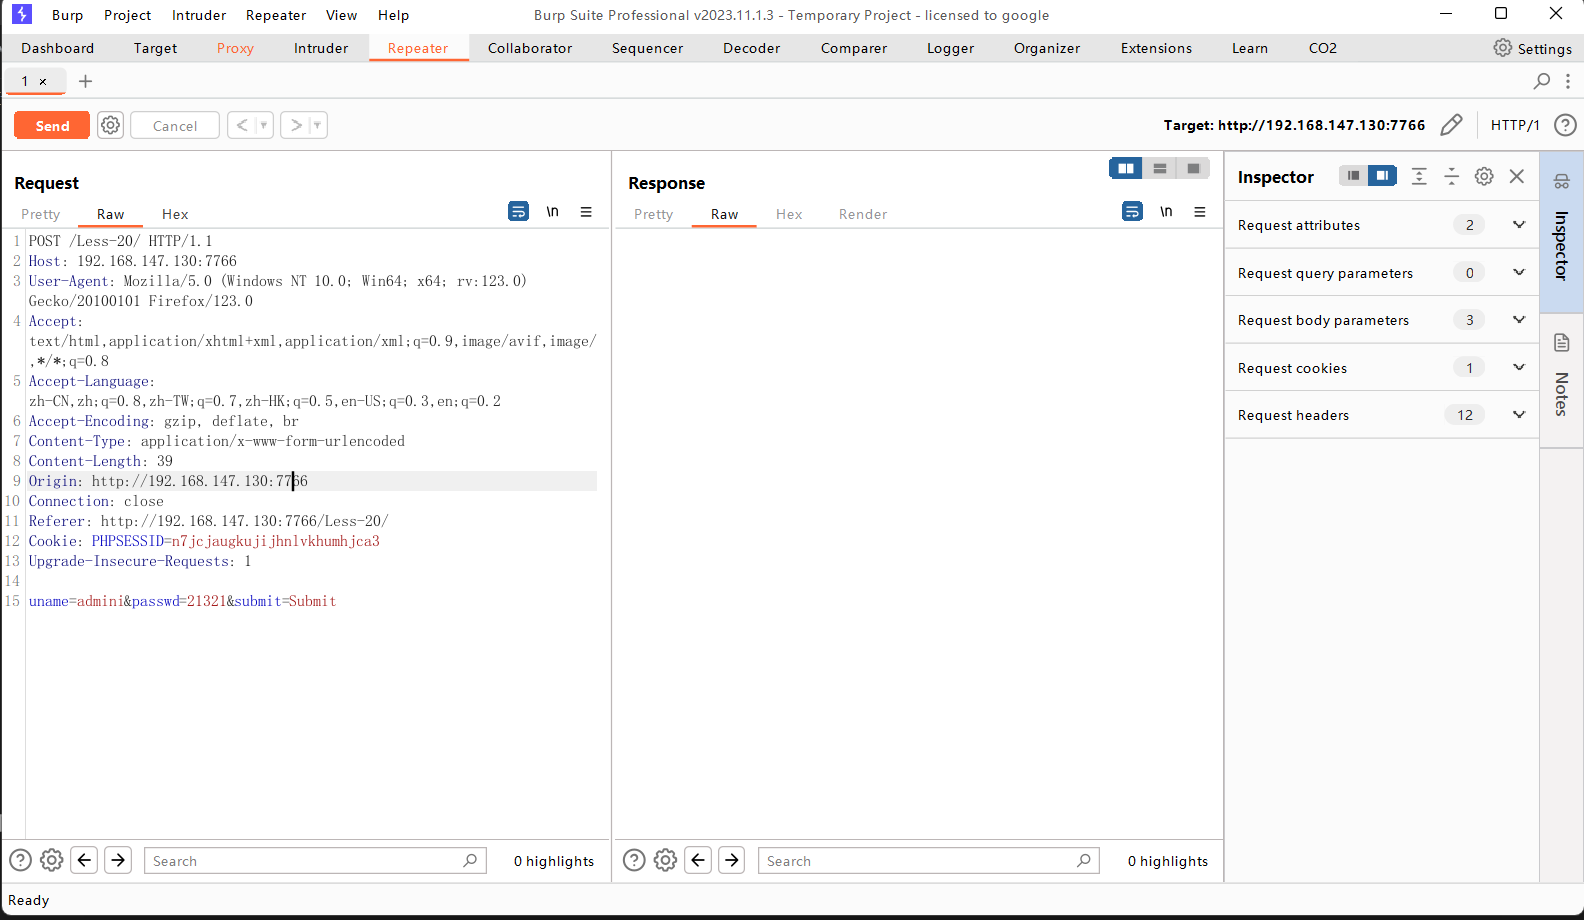 Burp Project Intruder Repeater View Help Burp Suite Professional v2023.11.1.3 - Temporary Project - licensed to google
Dashboard Target Proxy Intruder Repeater Collaborator Sequencer Decoder Comparer Logger Organizer Extensions Learn CO2 Settings
1 × +
Send Cancel < > Target: http://192.168.147.130:7766 HTTP/1 ?
Request
Pretty Raw Hex \n
1 POST /Less-20/ HTTP/1.1
2 Host: 192.168.147.130:7766
3 User-Agent: Mozilla/5.0 (Windows NT 10.0; Win64; x64; rv:123.0)
Gecko/20100101 Firefox/123.0
4 Accept:
text/html,application/xhtml+xml,application/xml;q=0.9,image/avif,image/
,*/*;q=0.8
5 Accept-Language:
zh-CN,zh;q=0.8,zh-TW;q=0.7,zh-HK;q=0.5,en-US;q=0.3,en;q=0.2
6 Accept-Encoding: gzip, deflate, br
7 Content-Type: application/x-www-form-urlencoded
8 Content-Length: 39
9 Origin: http://192.168.147.130:7766
10 Connection: close
11 Referer: http://192.168.147.130:7766/Less-20/
12 Cookie: PHPSESSID=n7jcjaugkujijhnlvkhumhjca3
13 Upgrade-Insecure-Requests: 1
14
15 uname=admini&passwd=21321&submit=Submit
? Search 0 highlights
Response
Pretty Raw Hex Render \n
? Search 0 highlights
Inspector
Request attributes 2
Request query parameters 0
Request body parameters 3
Request cookies 1
Request headers 12
Inspector
Notes
Ready